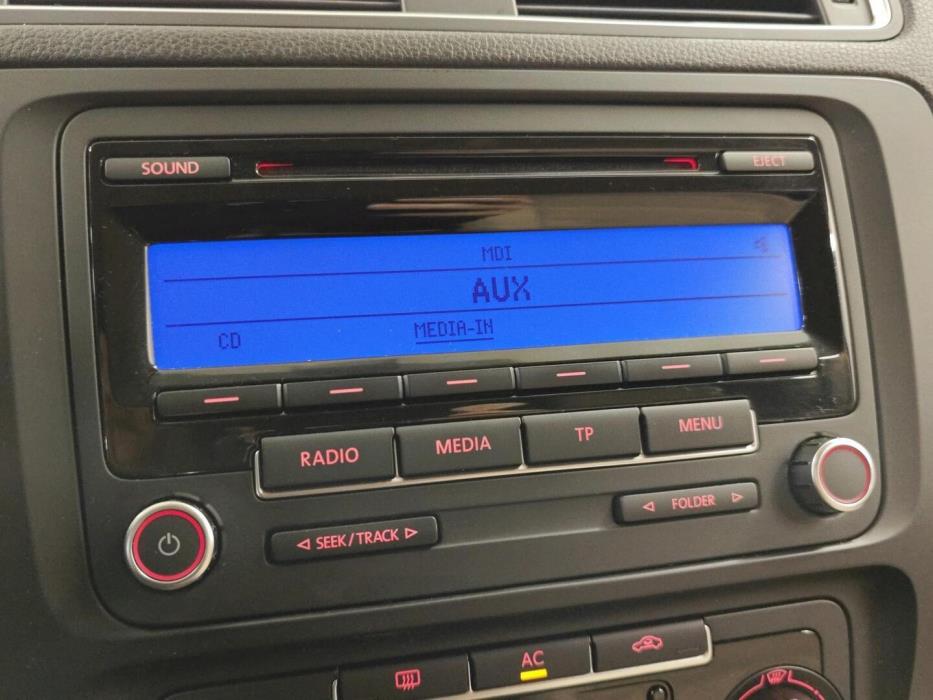 SOUND
EJECT
MDI
AUX
CD MEDIA-IN
RADIO MEDIA TP MENU
SEEK/TRACK
FOLDER
AC